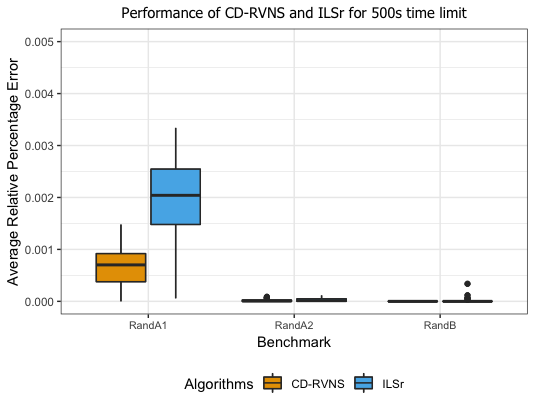 Performance of CD-RVNS and ILSr for 500s time limit
Average Relative Percentage Error
0.005
0.004
0.003
0.002
0.001
0.000
RandA1 RandA2 RandB
Benchmark
Algorithms CD-RVNS ILSr